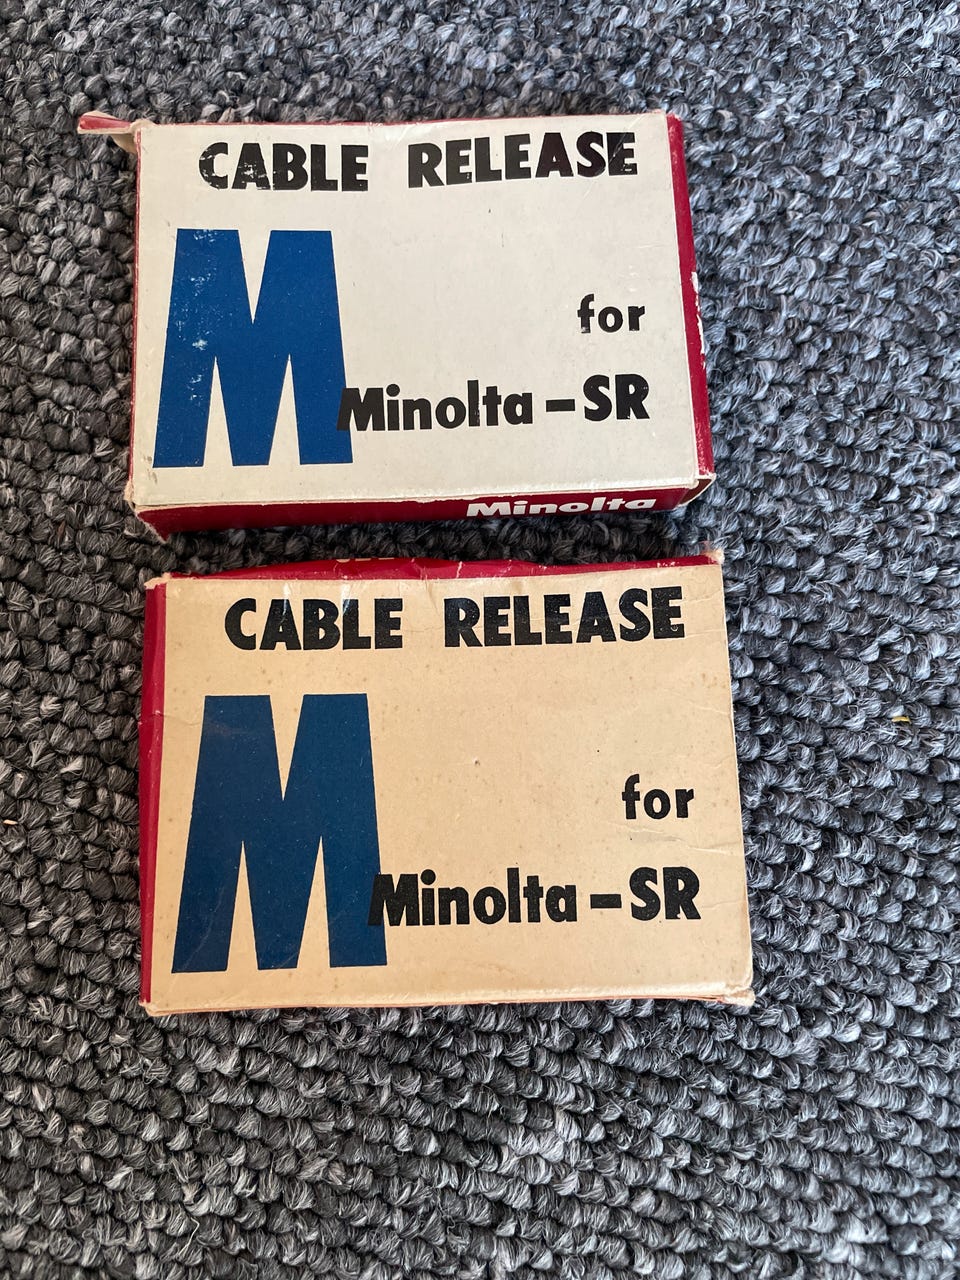 CABLE RELEASE
M
for
Minolta - SR
Minolta
CABLE RELEASE
M
for
Minolta - SR